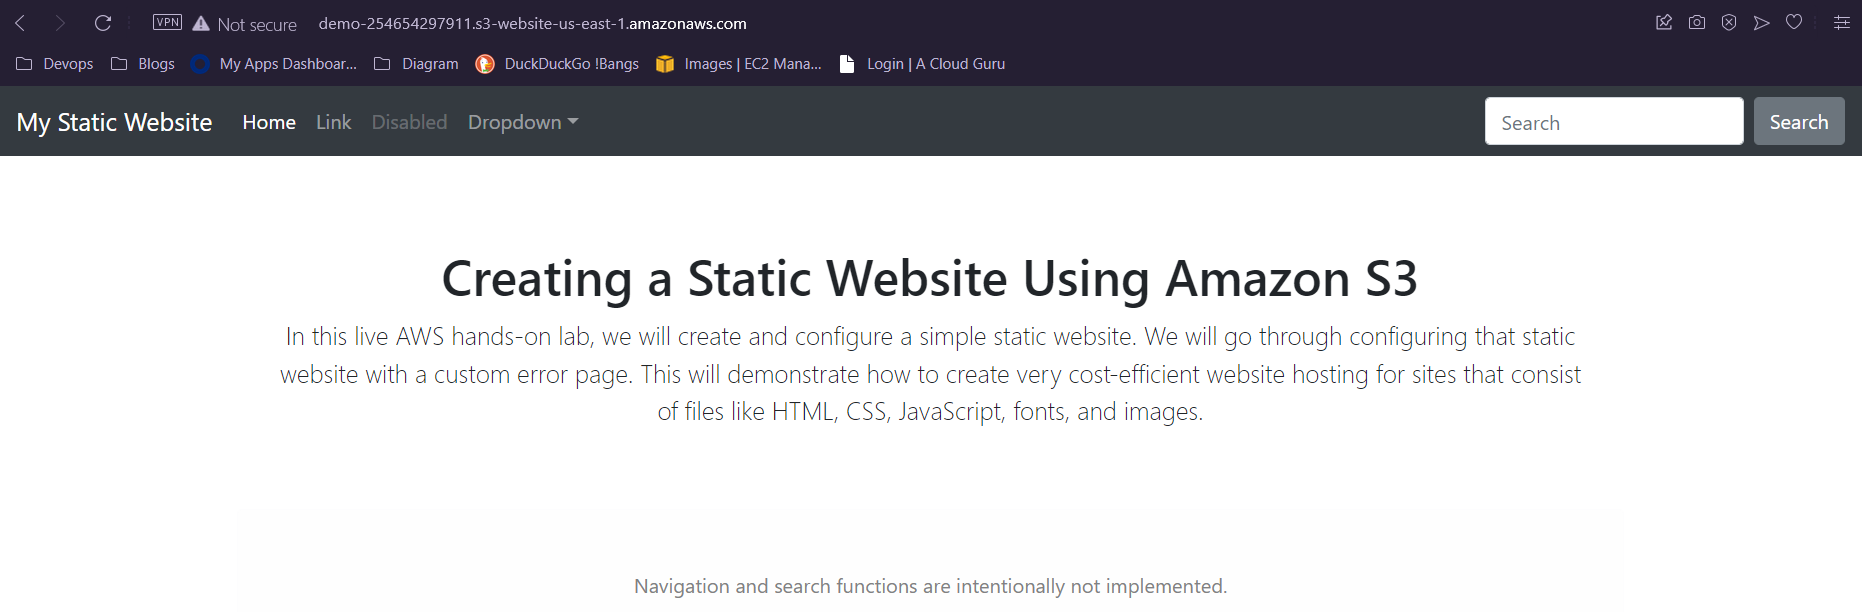 VPN Not secure demo-254654297911.s3-website-us-east-1.amazonaws.com
Devops Blogs My Apps Dashboar... Diagram DuckDuckGo !Bangs Images | EC2 Mana... Login | A Cloud Guru
My Static Website Home Link Disabled Dropdown Search Search
Creating a Static Website Using Amazon S3
In this live AWS hands-on lab, we will create and configure a simple static website. We will go through configuring that static
website with a custom error page. This will demonstrate how to create very cost-efficient website hosting for sites that consist
of files like HTML, CSS, JavaScript, fonts, and images.
Navigation and search functions are intentionally not implemented.